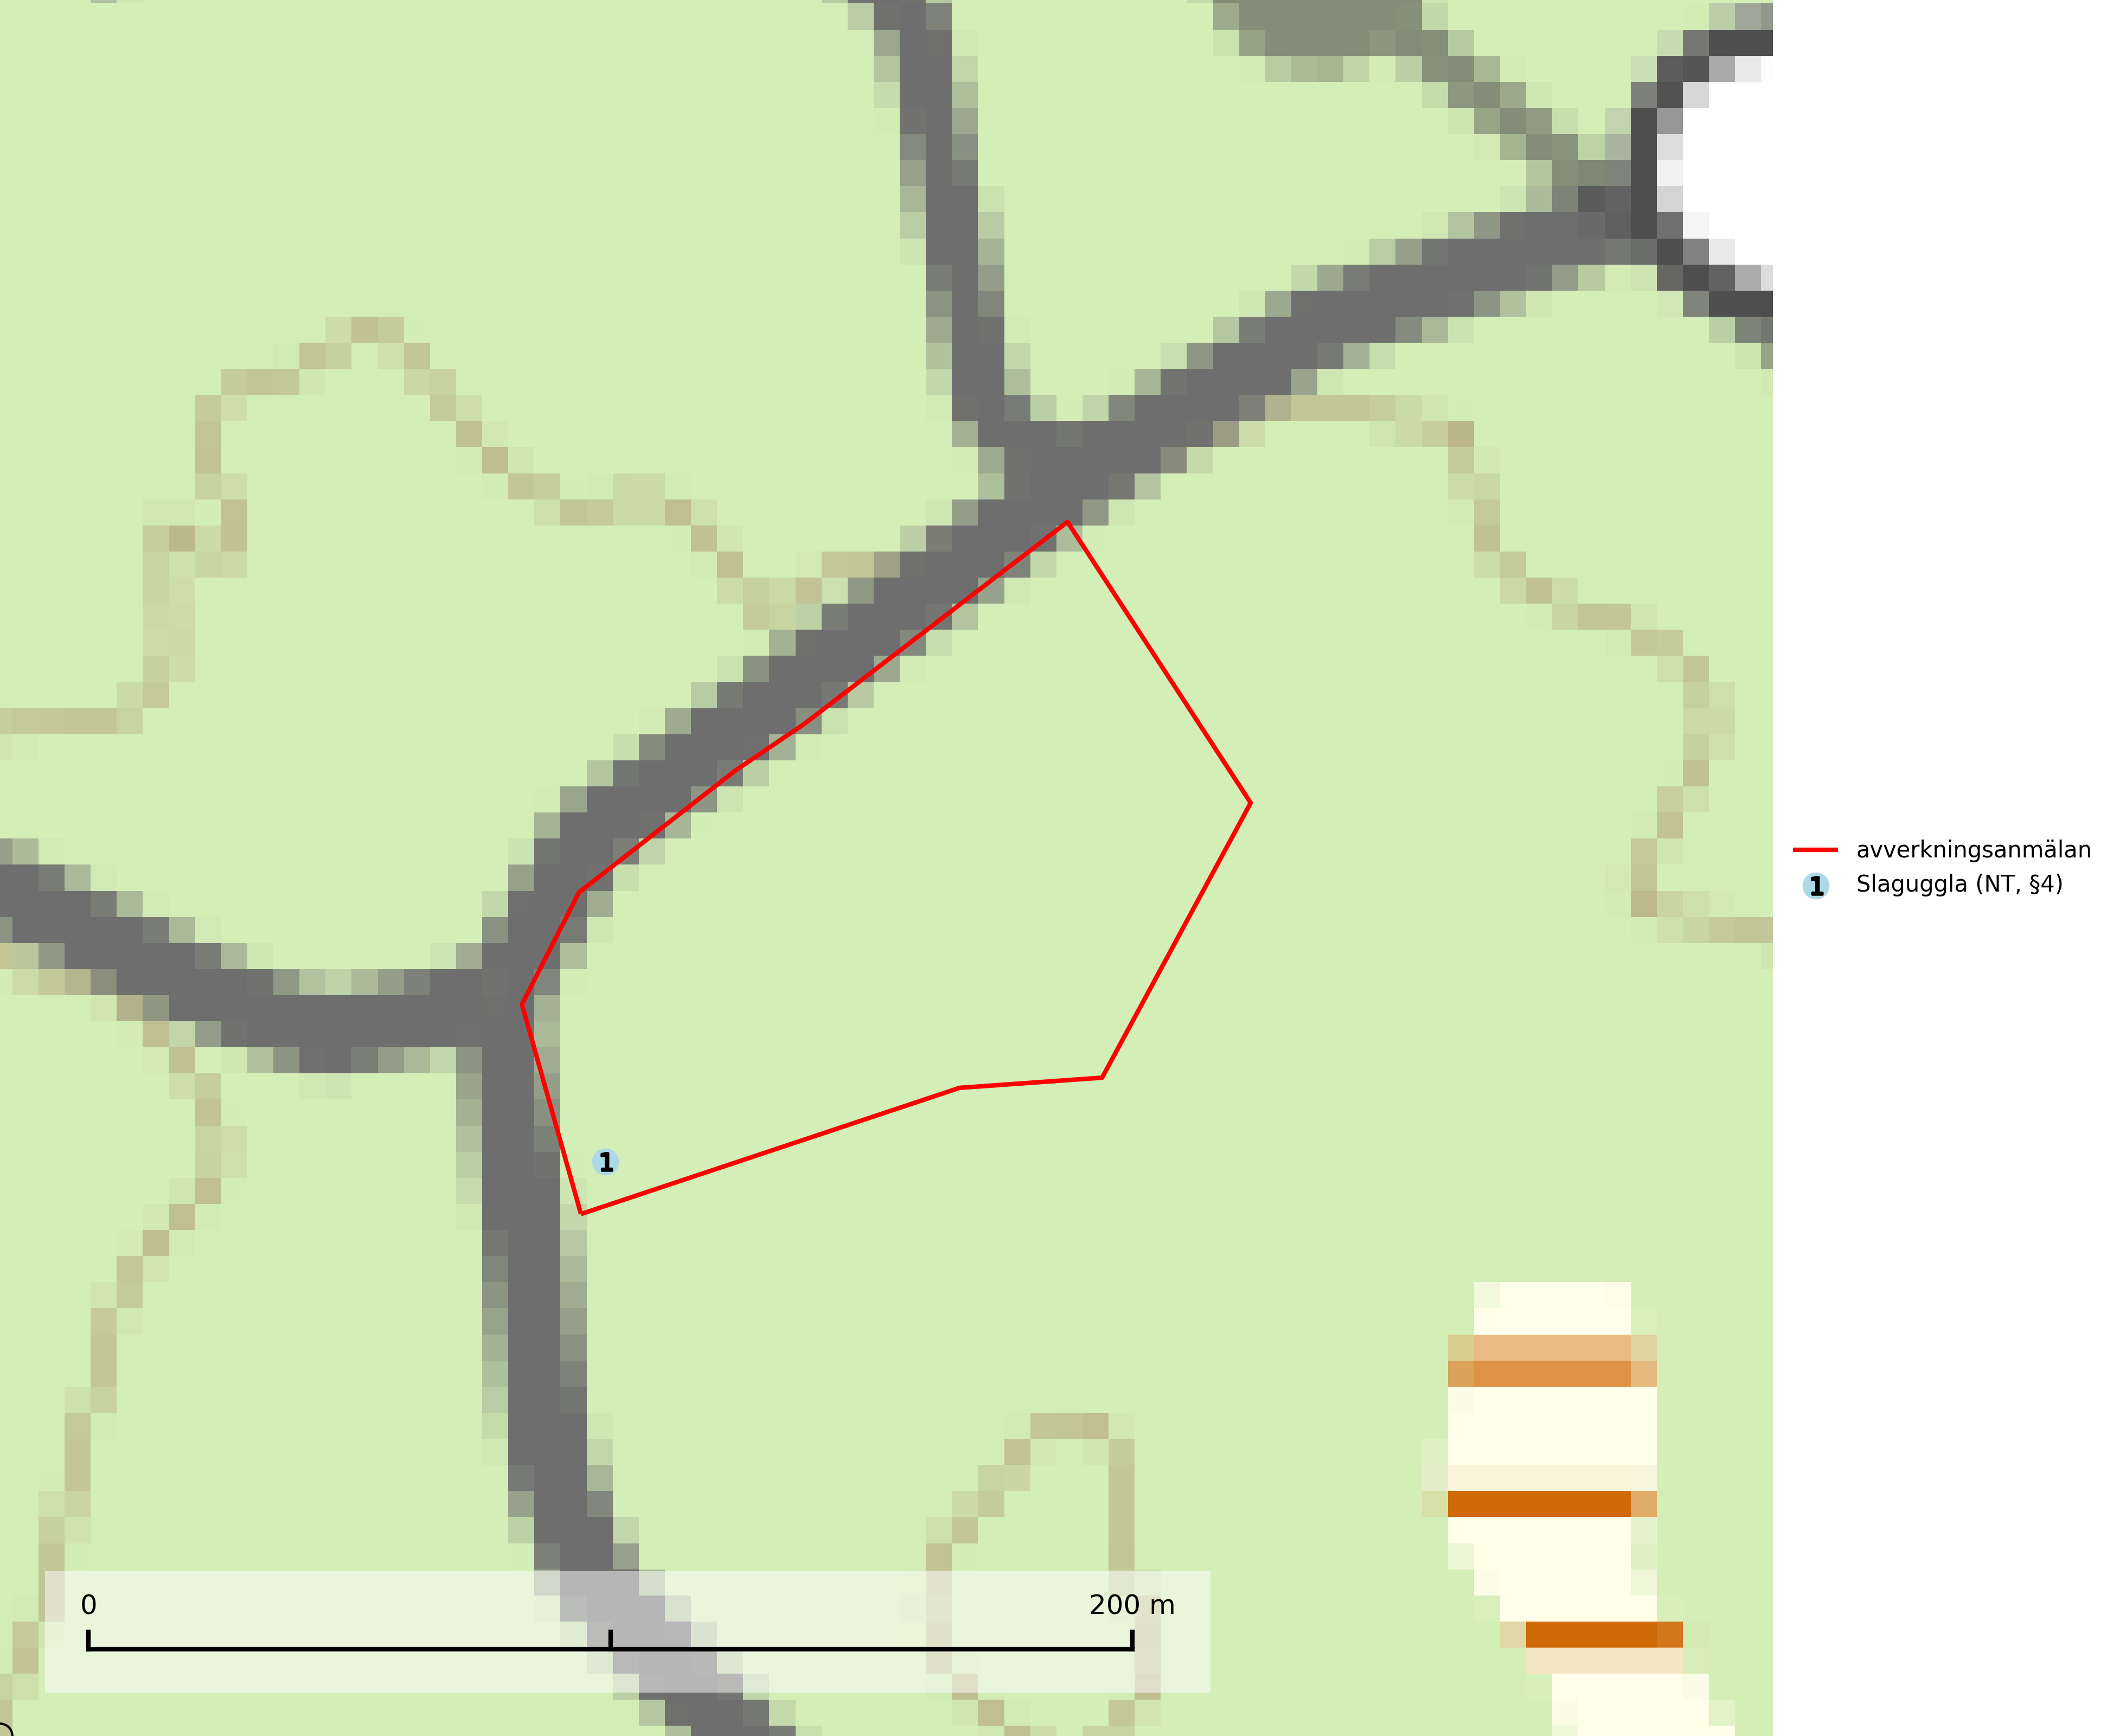 avverkningsanmälan
1 Slaguggla (NT, §4)
1
0 200 m